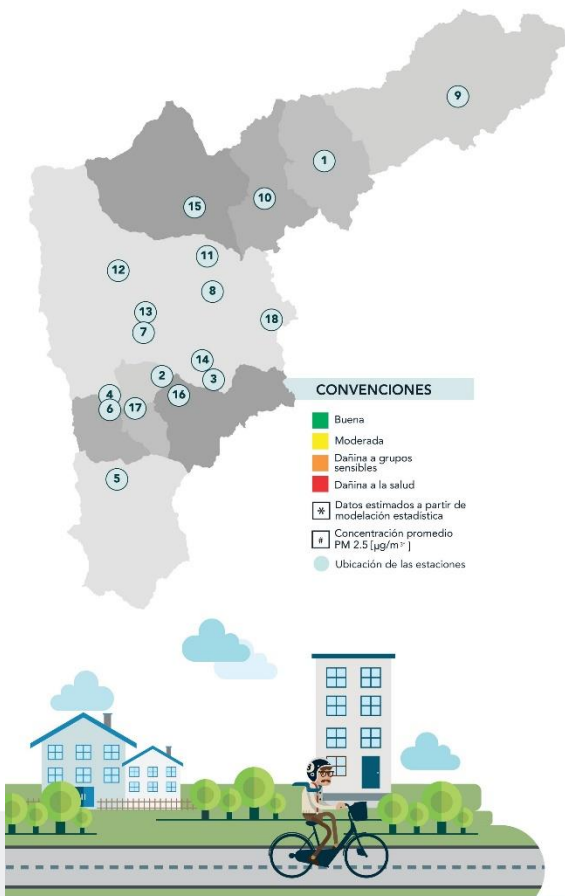 9
1
10
15
11
12
8
13
18
7
14
2
3
4
16
6
17
5
CONVENCIONES
Buena
Moderada
Dañina a grupos
sensibles
Dañina a la salud
* Datos estimados a partir de
modelación estadística
# Concentración promedio
PM 2.5 [µg/m³]
Ubicación de las estaciones